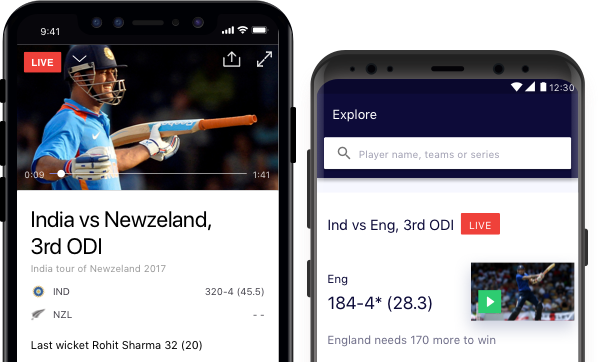 9:41
LIVE
0:09
1:41
India vs Newzeland,
3rd ODI
India tour of Newzeland 2017
IND 320-4 (45.5)
NZL - -
Last wicket Rohit Sharma 32 (20)
12:30
Explore
Player name, teams or series
Ind vs Eng, 3rd ODI LIVE
Eng
184-4* (28.3)
England needs 170 more to win